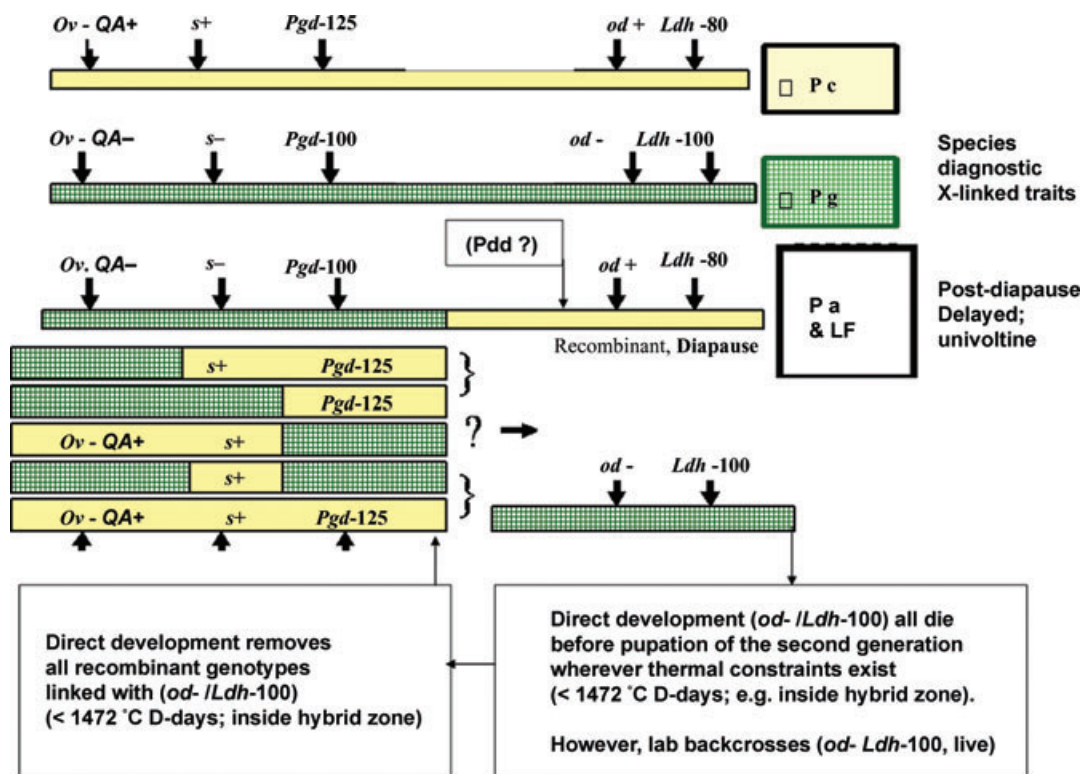 Ov - QA+ s+ Pgd-125 od + Ldh -80
□ P c
Ov - QA– s– Pgd-100 od - Ldh -100
□ P g
Species
diagnostic
X-linked traits
(Pdd ?)
Ov. QA– s– Pgd-100 od + Ldh -80
P a
& LF
Post-diapause
Delayed;
univoltine
Recombinant, Diapause
s+ Pgd-125 }
Pgd-125
Ov - QA+ s+ ?
s+ }
od - Ldh -100
Ov - QA+ s+ Pgd-125
Direct development removes
all recombinant genotypes
linked with (od- /Ldh-100)
(< 1472 °C D-days; inside hybrid zone)
Direct development (od- /Ldh-100) all die
before pupation of the second generation
wherever thermal constraints exist
(< 1472 °C D-days; e.g. inside hybrid zone).
However, lab backcrosses (od- Ldh-100, live)